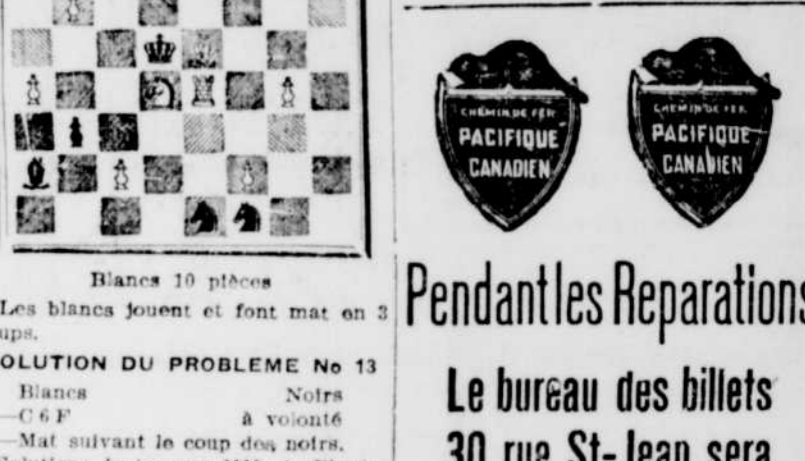 Blancs 10 pièces
Les blancs jouent et font mat en 3
ups.
OLUTION DU PROBLEME No 13
Blancs Noirs
—C 6 F à volonté
—Mat suivant le coup des noirs.
CHEMIN DE FER
PACIFIQUE
CANADIEN
CHEMIN DE FER
PACIFIQUE
CANADIEN
Pendant les Reparations
Le bureau des billets
30 rue St-Jean sera